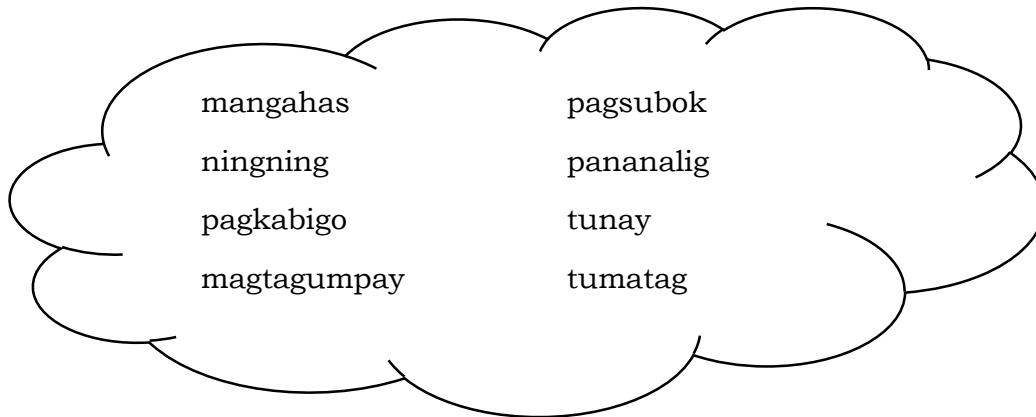 mangahas pagsubok
ningning pananalig
pagkabigo tunay
magtagumpay tumatag